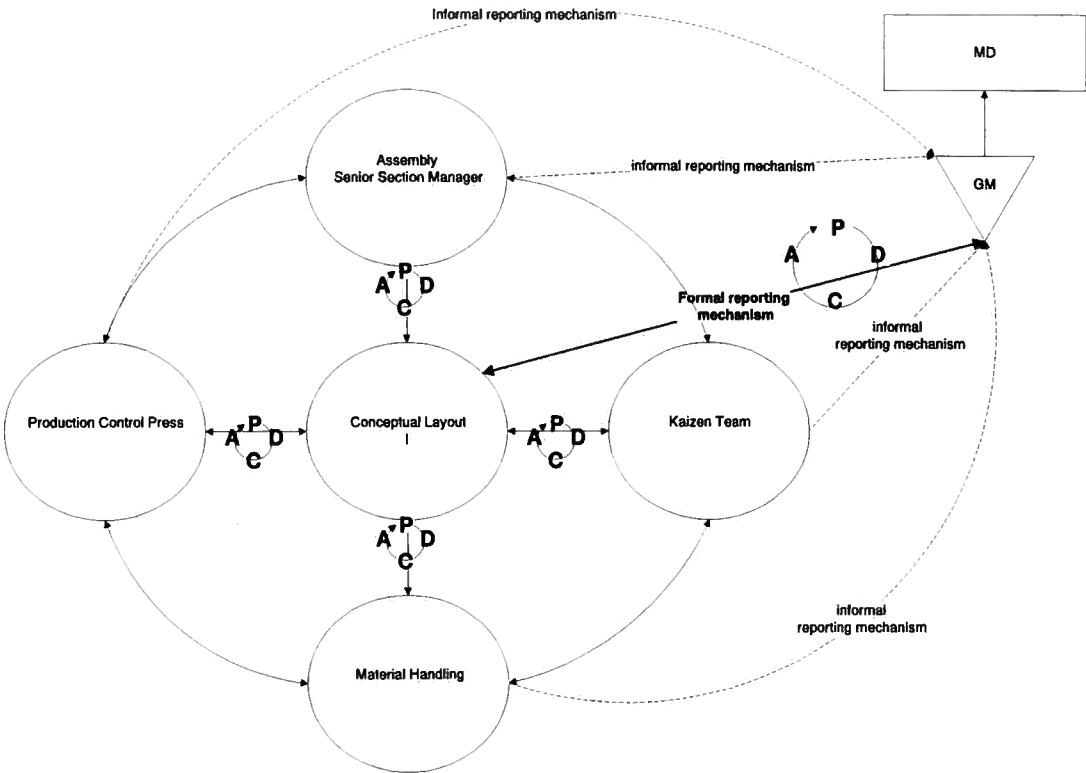 Informal reporting mechanism
MD
Assembly
Senior Section Manager
informal reporting mechanism
GM
P
A
D
C
Formal reporting
mechanism
P
A
D
C
informal
reporting mechanism
Production Control Press
P
A
D
C
Conceptual Layout
I
P
A
D
C
Kaizen Team
P
A
D
C
informal
reporting mechanism
Material Handling